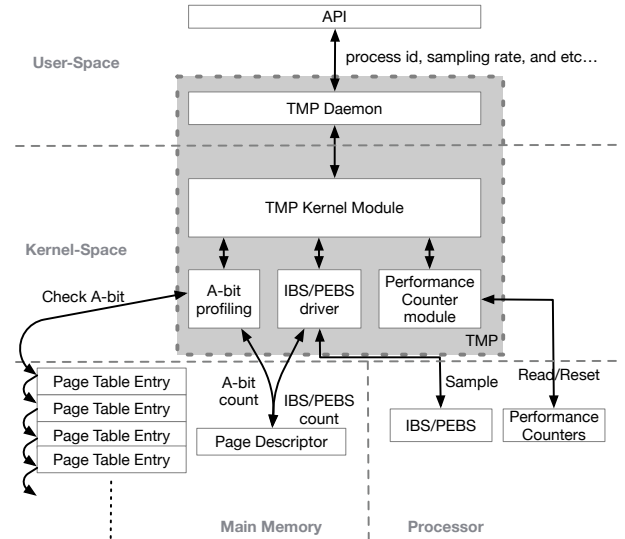 API
User-Space
process id, sampling rate, and etc…
TMP Daemon
TMP Kernel Module
Kernel-Space
A-bit
profiling
IBS/PEBS
driver
Performance
Counter
module
Check A-bit
TMP
Page Table Entry
Page Table Entry
Page Table Entry
Page Table Entry
A-bit
count
IBS/PEBS
count
Page Descriptor
Sample
Read/Reset
IBS/PEBS
Performance
Counters
Main Memory
Processor